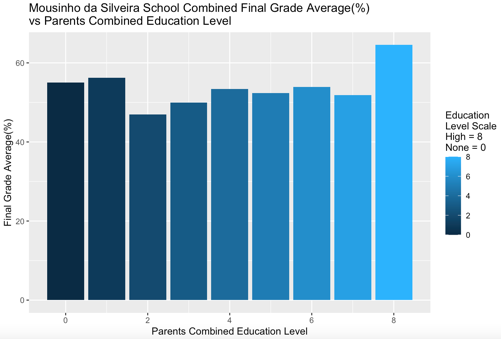 Mousinho da Silveira School Combined Final Grade Average(%)
vs Parents Combined Education Level
Final Grade Average(%)
60
40
20
0
0
2
4
6
8
Parents Combined Education Level
Education
Level Scale
High = 8
None = 0
8
6
4
2
0